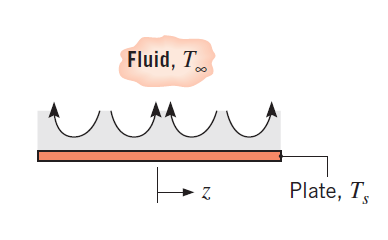 Fluid, T∞
z
Plate, Ts